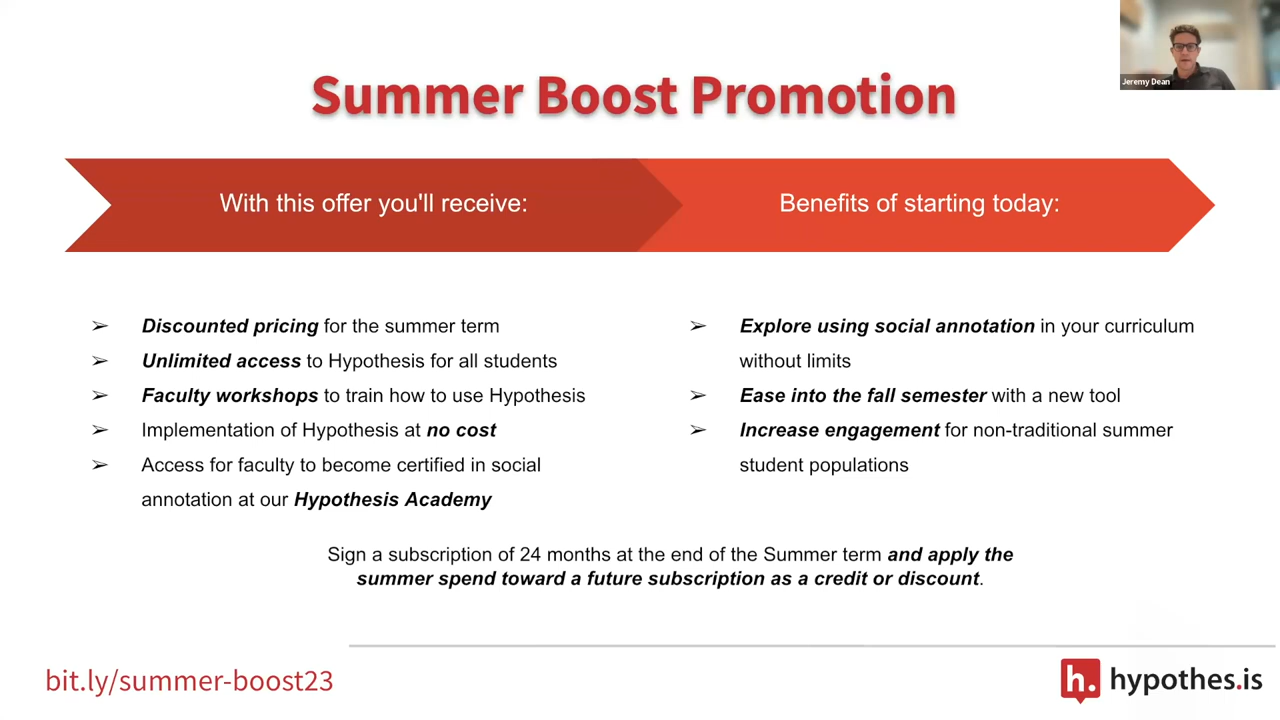 Jeremy Dean
Summer Boost Promotion
With this offer you'll receive:
Benefits of starting today:
➢ Discounted pricing for the summer term
➢ Unlimited access to Hypothesis for all students
➢ Faculty workshops to train how to use Hypothesis
➢ Implementation of Hypothesis at no cost
➢ Access for faculty to become certified in social
annotation at our Hypothesis Academy
➢ Explore using social annotation in your curriculum
without limits
➢ Ease into the fall semester with a new tool
➢ Increase engagement for non-traditional summer
student populations
Sign a subscription of 24 months at the end of the Summer term and apply the
summer spend toward a future subscription as a credit or discount.
bit.ly/summer-boost23
h. hypothes.is